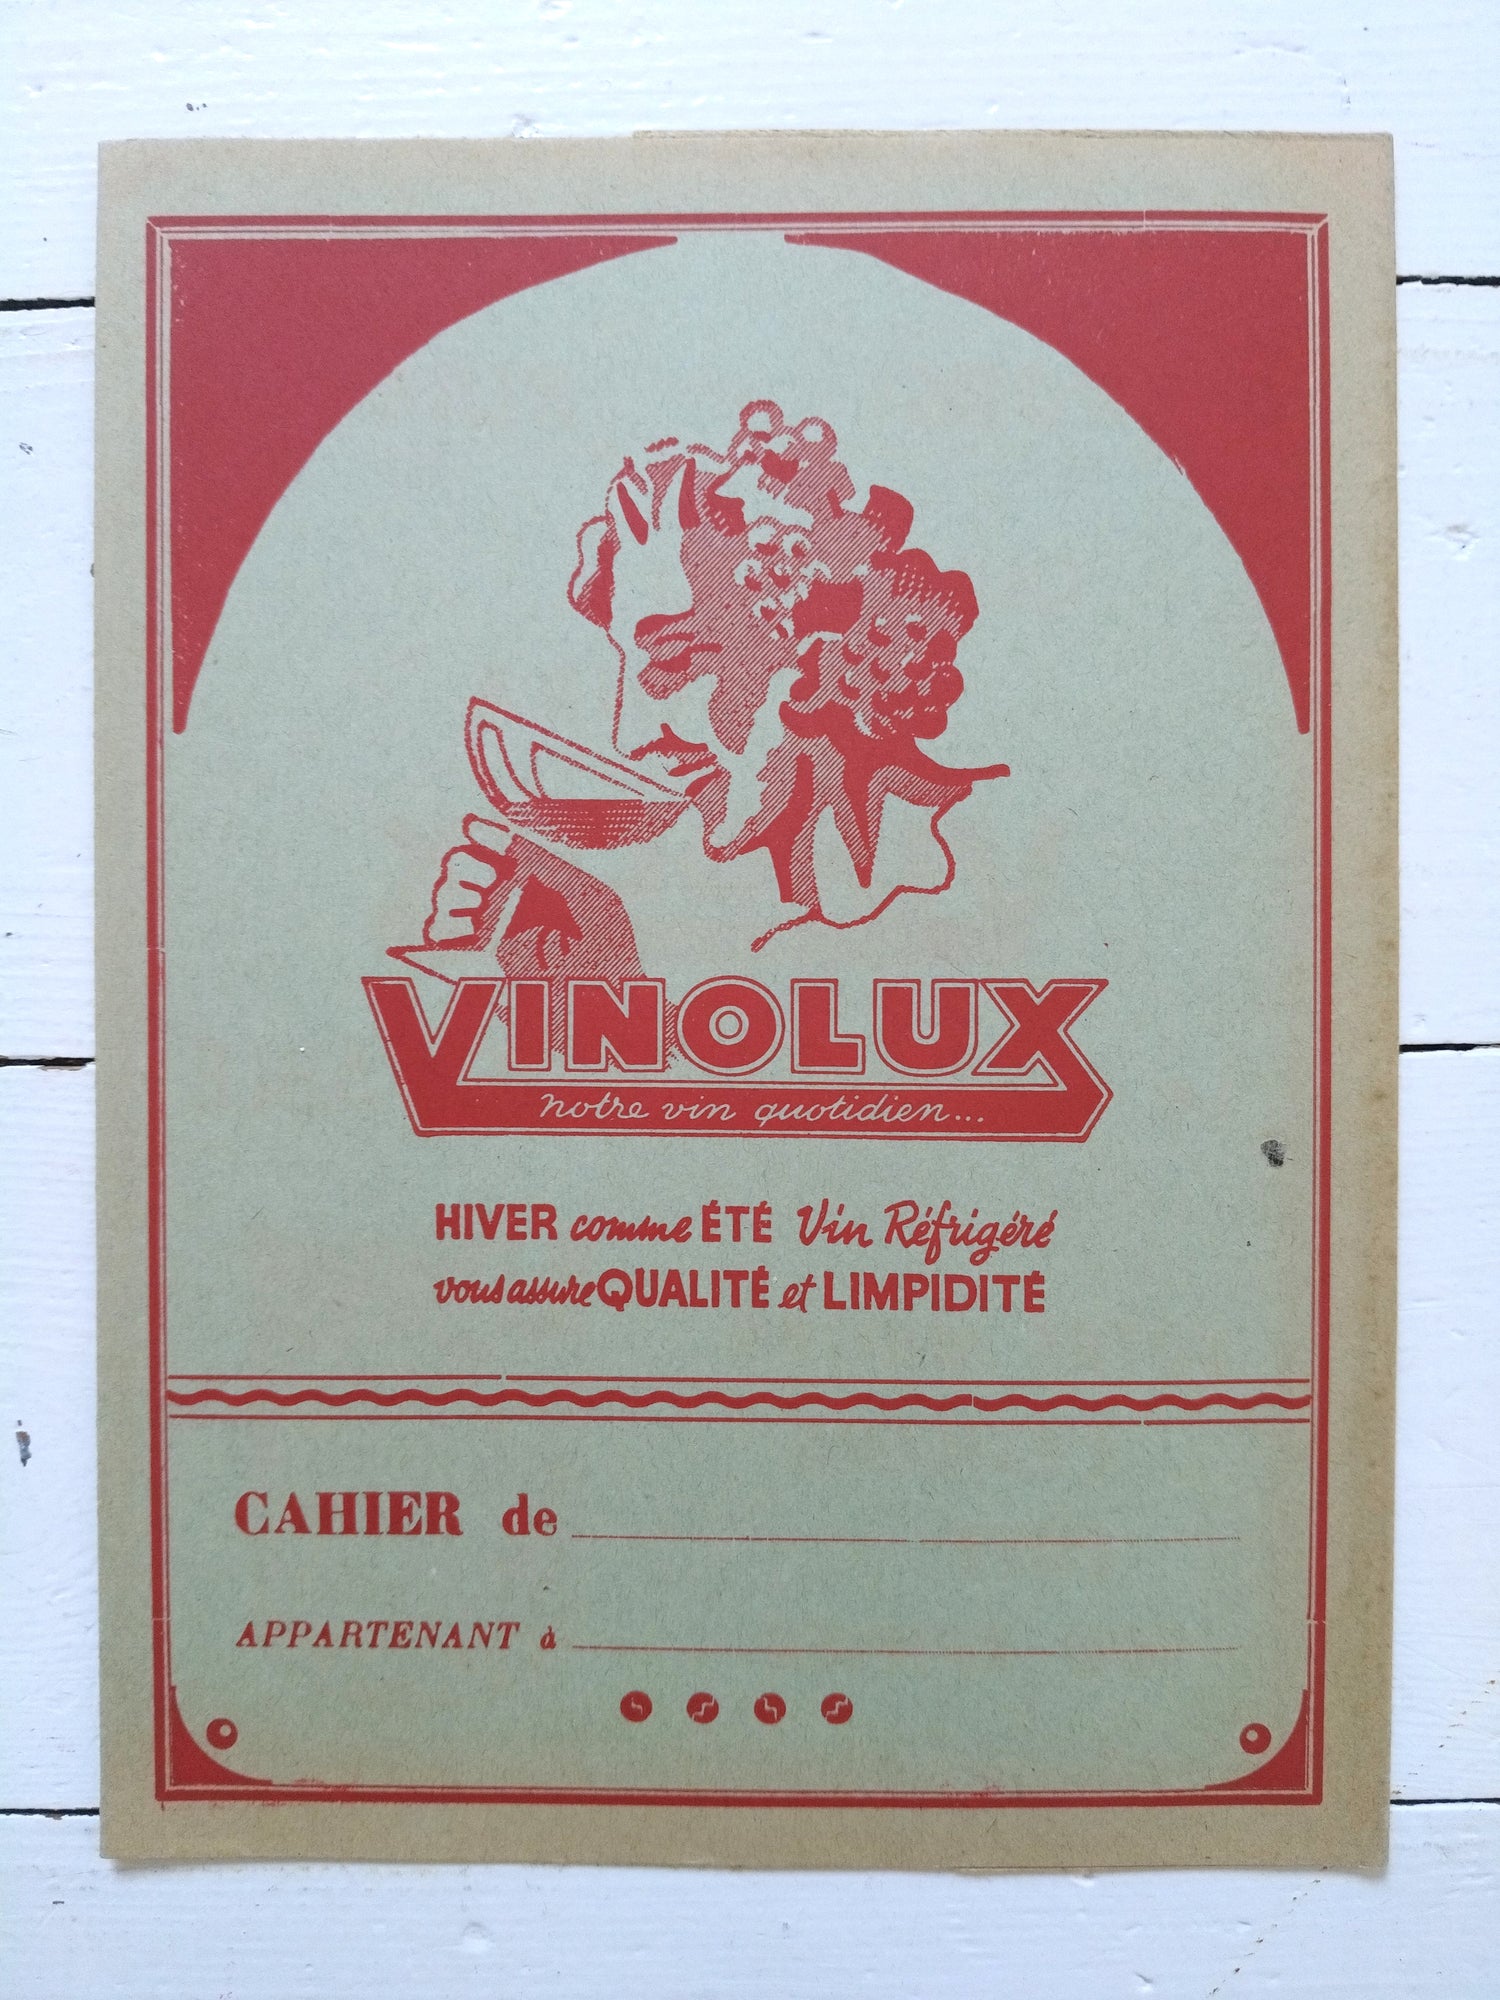 VINOLUX
notre vin quotidien...
HIVER comme ÉTÉ Vin Réfrigéré
vous assure QUALITÉ et LIMPIDITÉ
CAHIER de
APPARTENANT à